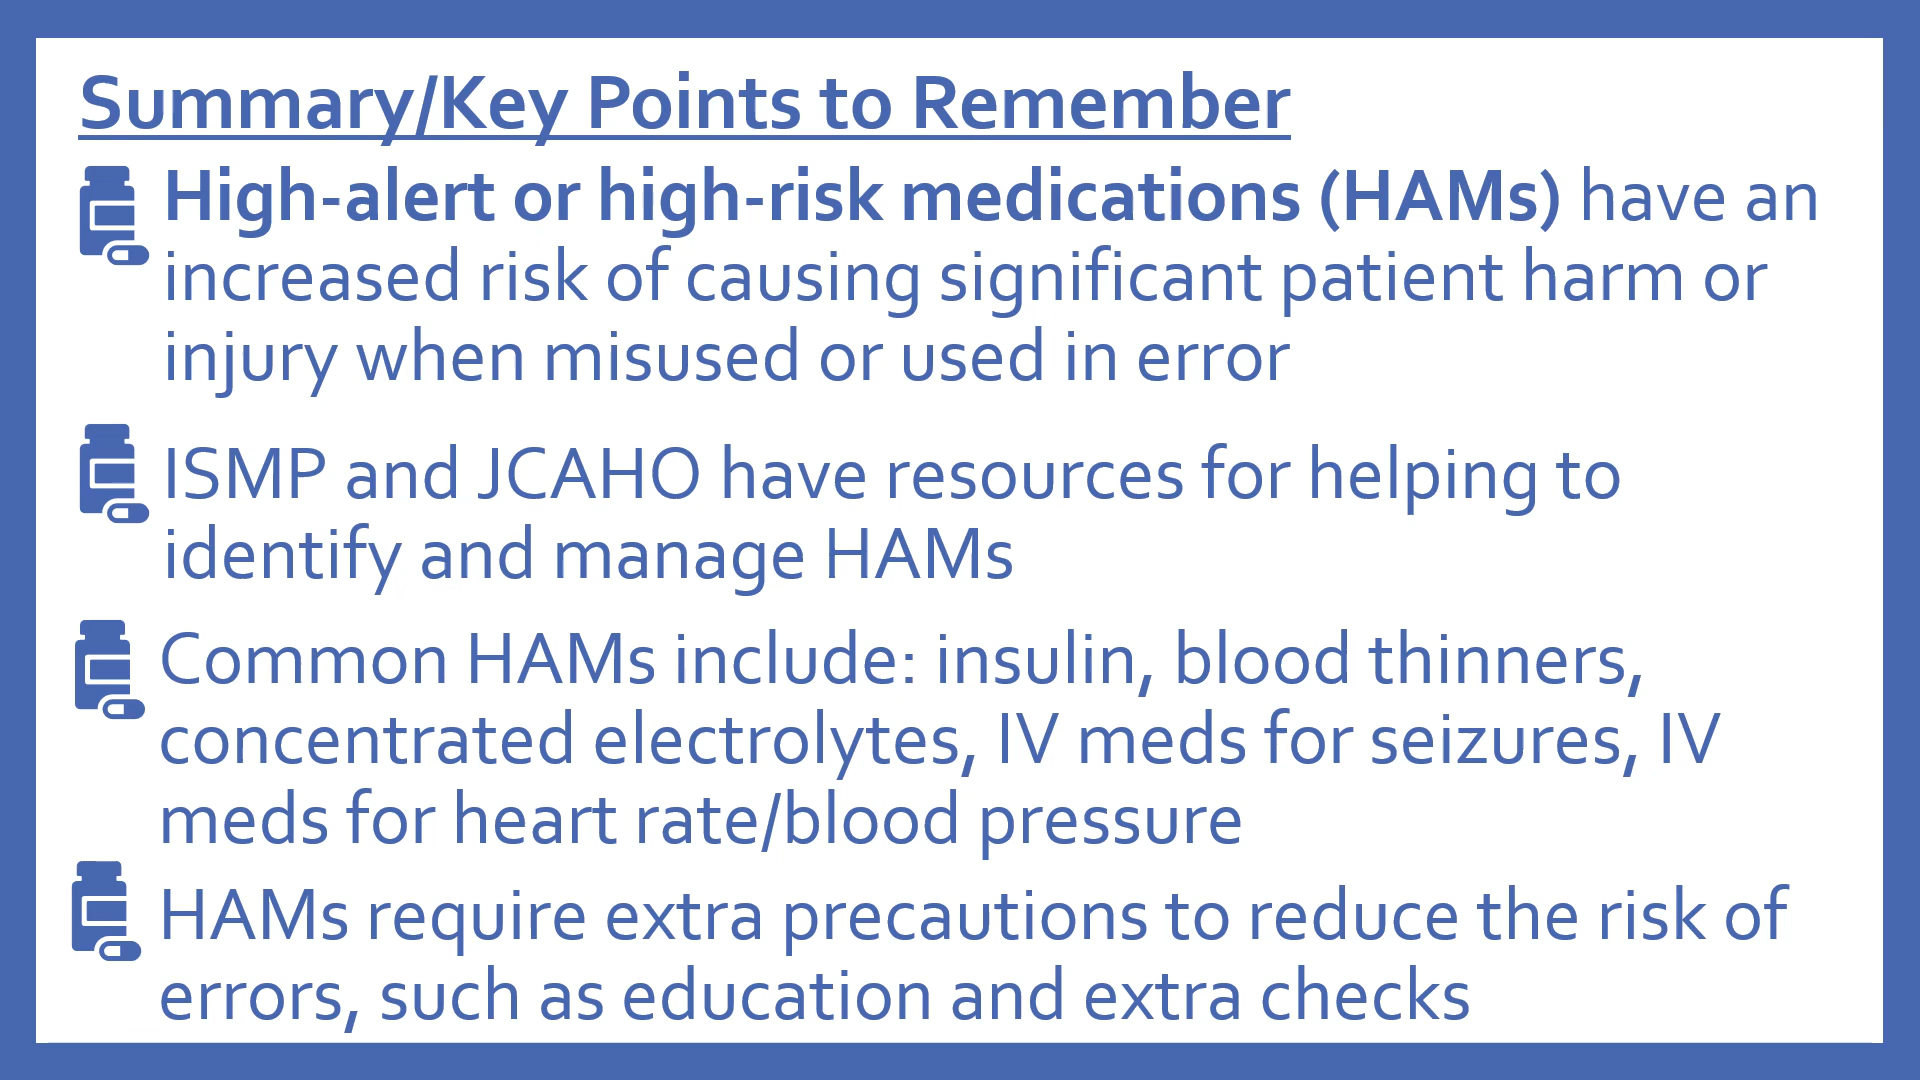 Summary/Key Points to Remember
High-alert or high-risk medications (HAMs) have an
increased risk of causing significant patient harm or
injury when misused or used in error
ISMP and JCAHO have resources for helping to
identify and manage HAMs
Common HAMs include: insulin, blood thinners,
concentrated electrolytes, IV meds for seizures, IV
meds for heart rate/blood pressure
HAMs require extra precautions to reduce the risk of
errors, such as education and extra checks